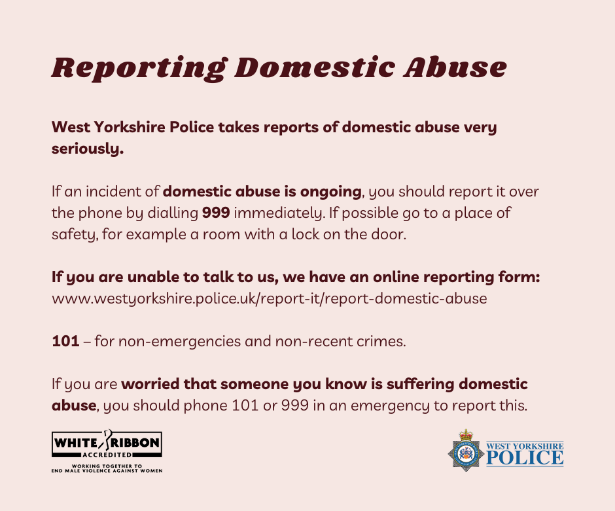 Reporting Domestic Abuse
West Yorkshire Police takes reports of domestic abuse very
seriously.
If an incident of domestic abuse is ongoing, you should report it over
the phone by dialling 999 immediately. If possible go to a place of
safety, for example a room with a lock on the door.
If you are unable to talk to us, we have an online reporting form:
www.westyorkshire.police.uk/report-it/report-domestic-abuse
101 – for non-emergencies and non-recent crimes.
If you are worried that someone you know is suffering domestic
abuse, you should phone 101 or 999 in an emergency to report this.
WHITE RIBBON
ACCREDITED
WORKING TOGETHER TO
END MALE VIOLENCE AGAINST WOMEN
WEST YORKSHIRE
POLICE